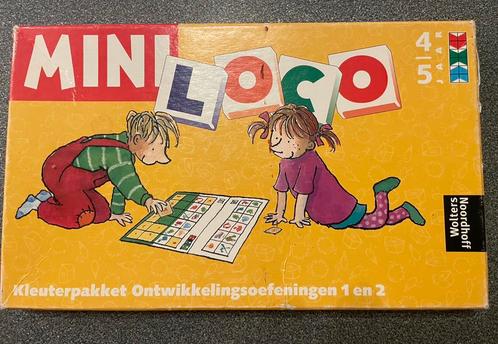 MINI
LOCO
4
5
JAAR
Wolters
Noordhoff
Kleuterpakket Ontwikkelingsoefeningen 1 en 2